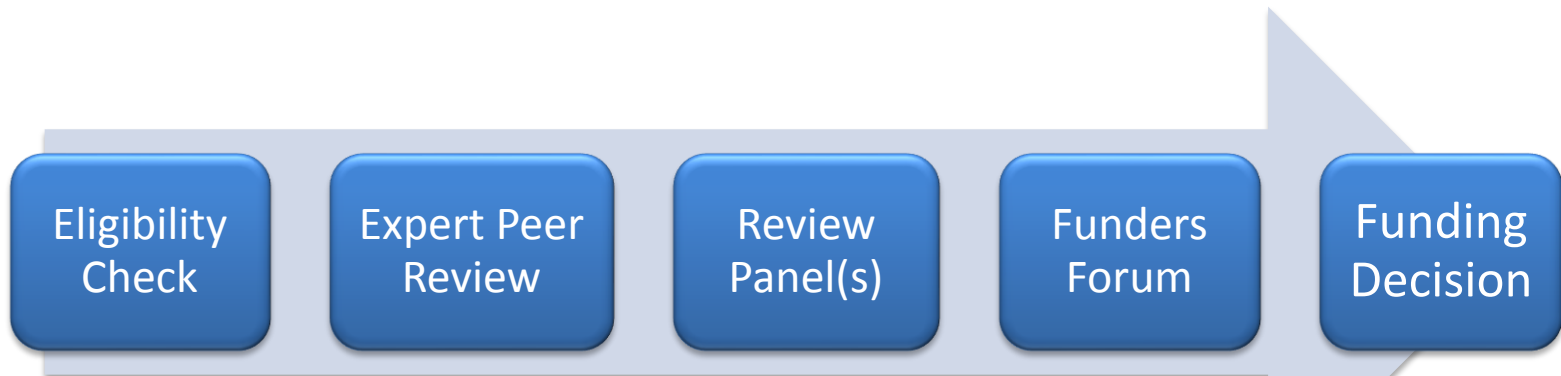 Eligibility
Check
Expert Peer
Review
Review
Panel(s)
Funders
Forum
Funding
Decision